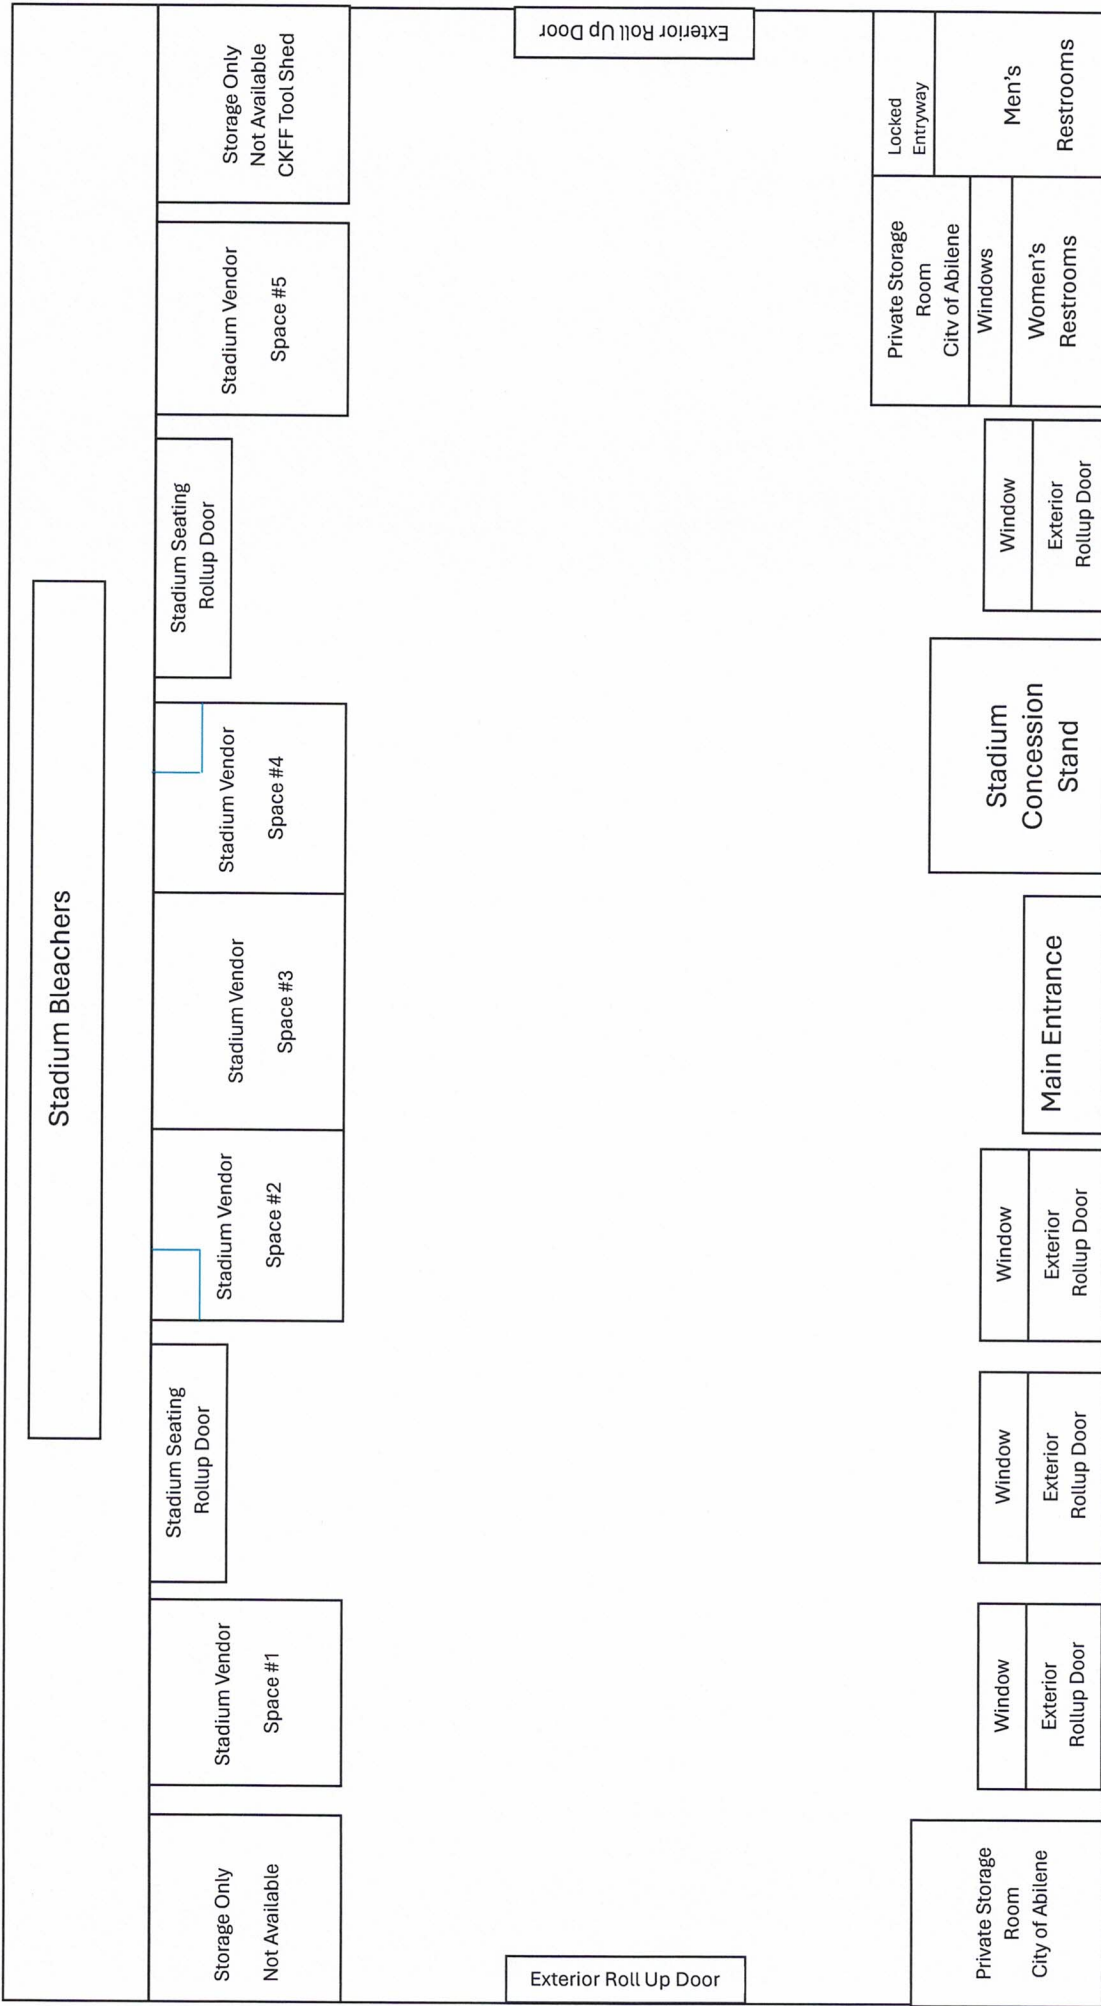 Stadium Bleachers
Storage Only
Not Available
Stadium Vendor
Space #1
Stadium Seating
Rollup Door
Stadium Vendor
Space #2
Stadium Vendor
Space #3
Stadium Vendor
Space #4
Stadium Seating
Rollup Door
Stadium Vendor
Space #5
Storage Only
Not Available
CKFF Tool Shed
Exterior Roll Up Door
Exterior Roll Up Door
Private Storage
Room
City of Abilene
Window
Exterior
Rollup Door
Window
Exterior
Rollup Door
Window
Exterior
Rollup Door
Main Entrance
Stadium
Concession
Stand
Window
Exterior
Rollup Door
Private Storage
Room
City of Abilene
Windows
Women's
Restrooms
Locked
Entryway
Men's
Restrooms